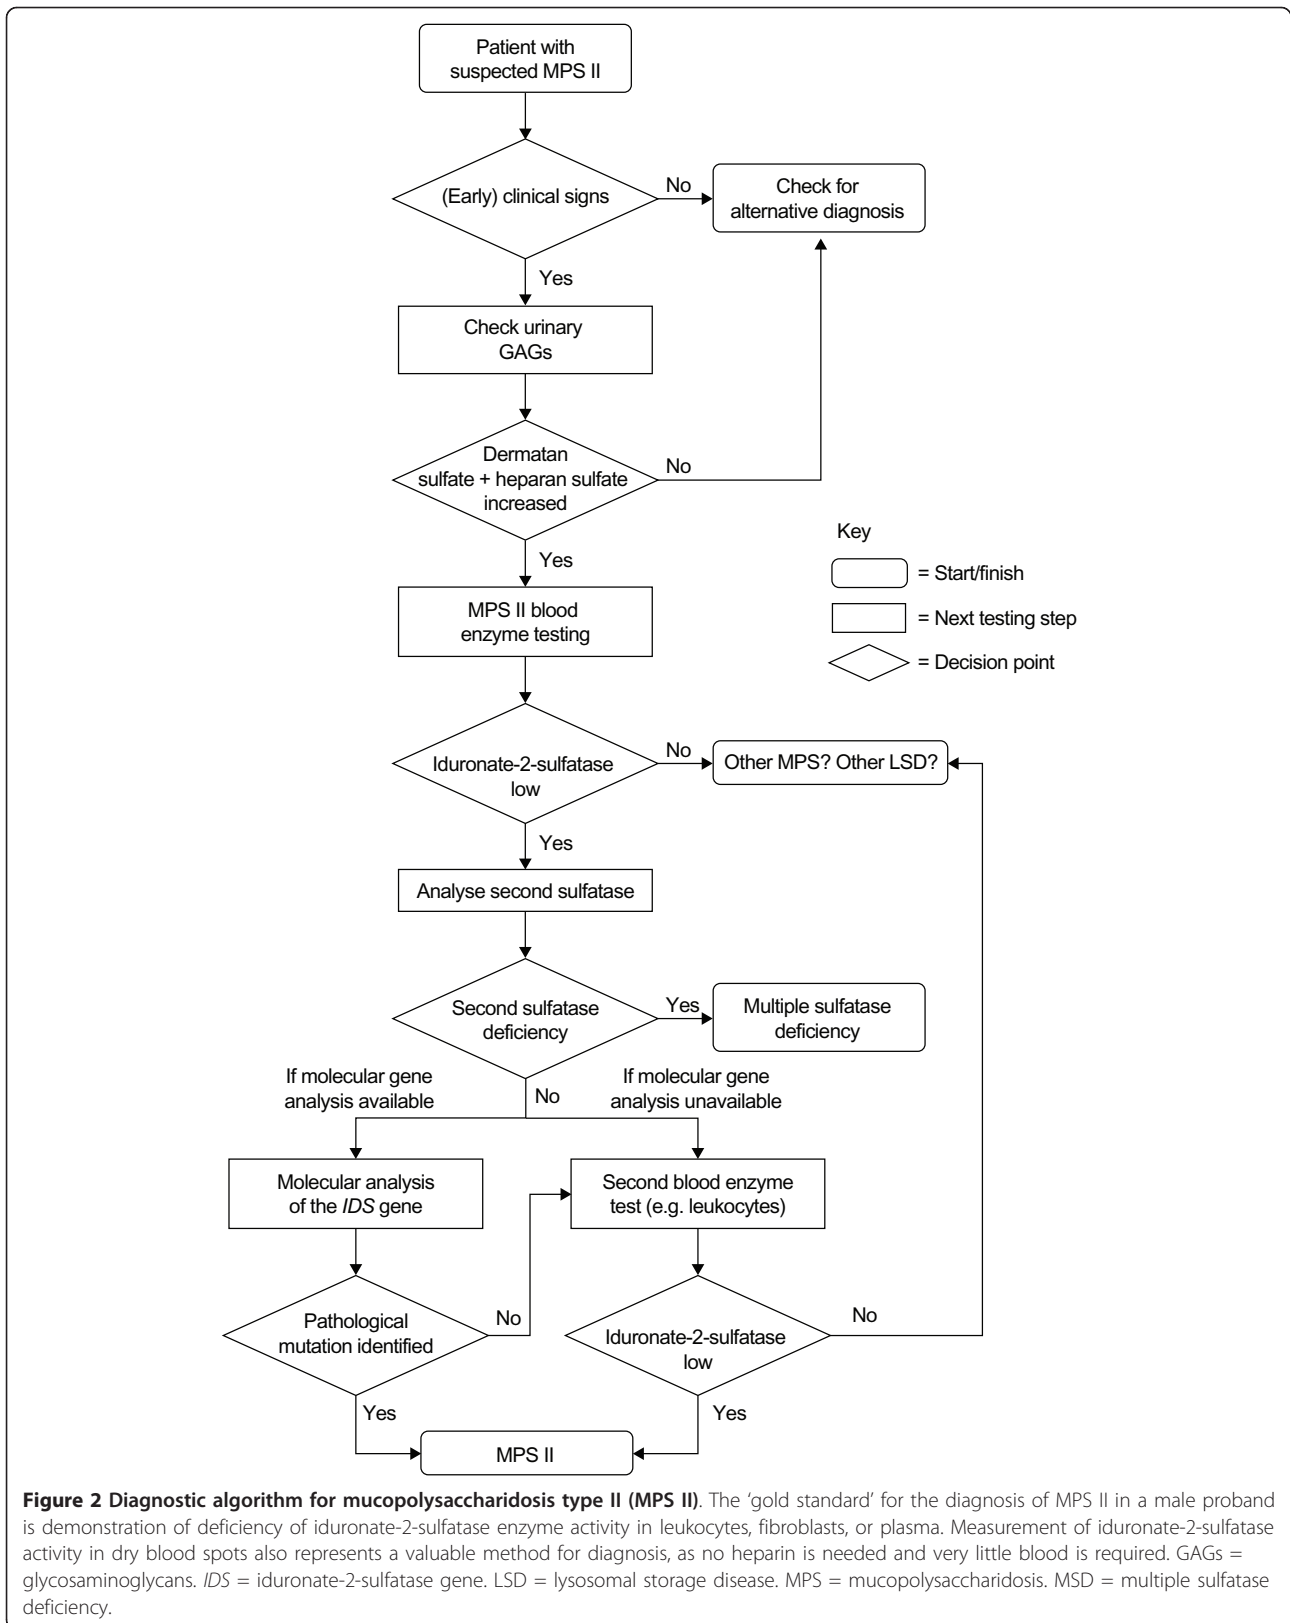 Patient with
suspected MPS II
(Early) clinical signs
No
Check for
alternative diagnosis
Yes
Check urinary
GAGs
Dermatan
sulfate + heparan sulfate
increased
No
Yes
Key
= Start/finish
= Next testing step
= Decision point
MPS II blood
enzyme testing
Iduronate-2-sulfatase
low
No
Other MPS? Other LSD?
Yes
Analyse second sulfatase
Second sulfatase
deficiency
Yes
Multiple sulfatase
deficiency
If molecular gene
analysis available
No
If molecular gene
analysis unavailable
Molecular analysis
of the IDS gene
Second blood enzyme
test (e.g. leukocytes)
Pathological
mutation identified
No
Iduronate-2-sulfatase
low
No
Yes
Yes
MPS II
Figure 2 Diagnostic algorithm for mucopolysaccharidosis type II (MPS II). The ‘gold standard’ for the diagnosis of MPS II in a male proband
is demonstration of deficiency of iduronate-2-sulfatase enzyme activity in leukocytes, fibroblasts, or plasma. Measurement of iduronate-2-sulfatase
activity in dry blood spots also represents a valuable method for diagnosis, as no heparin is needed and very little blood is required. GAGs =
glycosaminoglycans. IDS = iduronate-2-sulfatase gene. LSD = lysosomal storage disease. MPS = mucopolysaccharidosis. MSD = multiple sulfatase
deficiency.